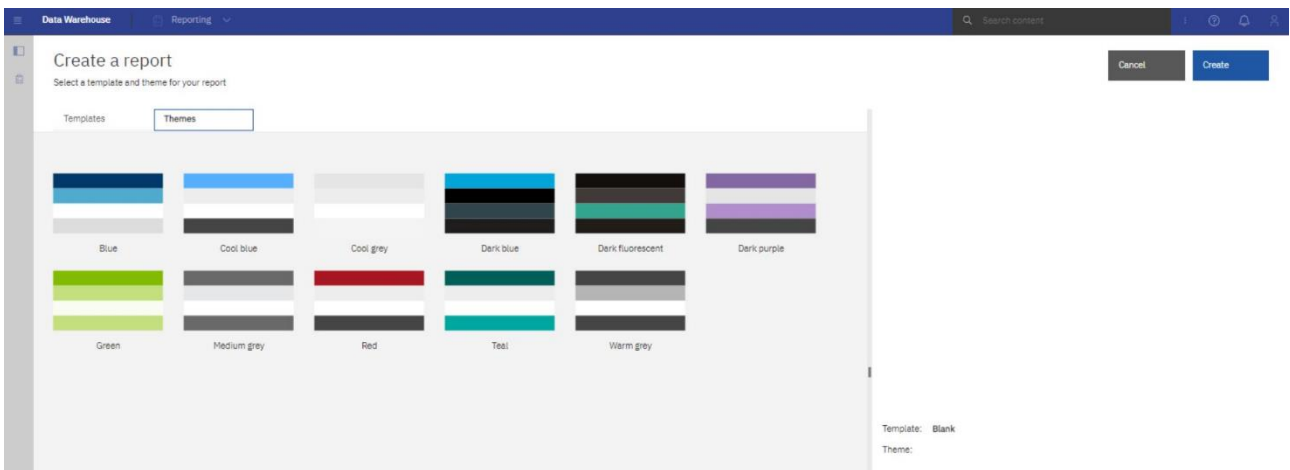 Data Warehouse Reporting Search content
Create a report
Select a template and theme for your report
Cancel Create
Templates Themes
Blue Cool blue Cool grey Dark blue Dark fluorescent Dark purple
Green Medium grey Red Teal Warm grey
Template: Blank
Theme: